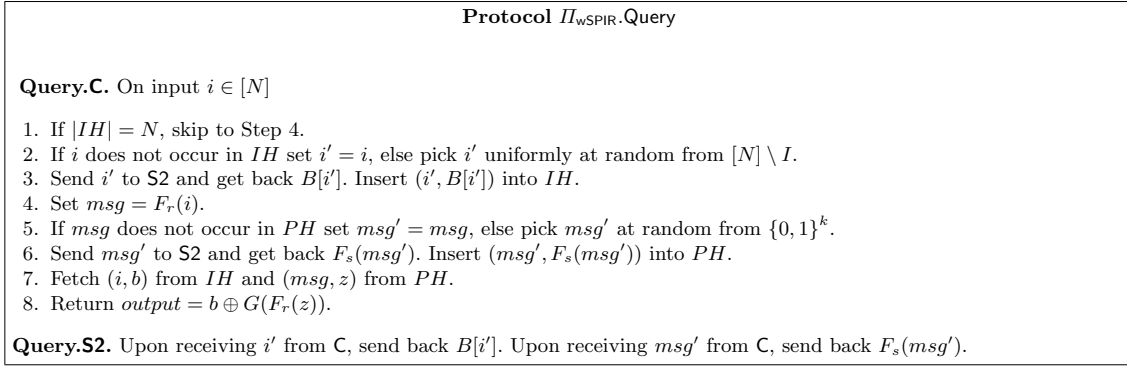 Protocol Π_wSPIR.Query
Query.C. On input i ∈ [N]
1. If |IH| = N, skip to Step 4.
2. If i does not occur in IH set i′ = i, else pick i′ uniformly at random from [N] \ I.
3. Send i′ to S2 and get back B[i′]. Insert (i′, B[i′]) into IH.
4. Set msg = F_r(i).
5. If msg does not occur in PH set msg′ = msg, else pick msg′ at random from {0, 1}^k.
6. Send msg′ to S2 and get back F_s(msg′). Insert (msg′, F_s(msg′)) into PH.
7. Fetch (i, b) from IH and (msg, z) from PH.
8. Return output = b ⊕ G(F_r(z)).
Query.S2. Upon receiving i′ from C, send back B[i′]. Upon receiving msg′ from C, send back F_s(msg′).